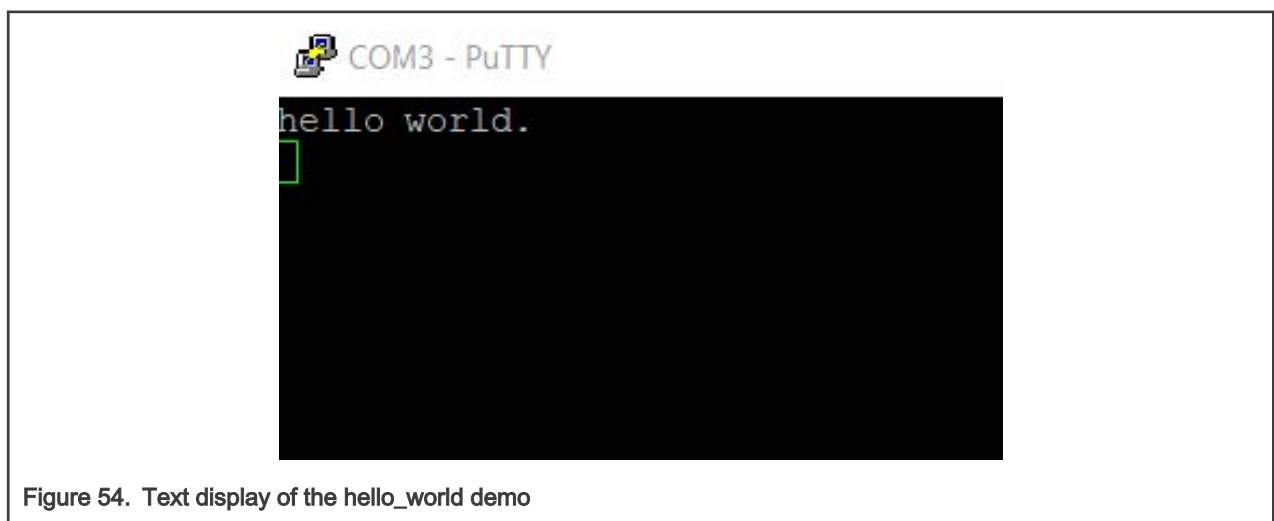 COM3 - PuTTY
hello world.
Figure 54. Text display of the hello_world demo